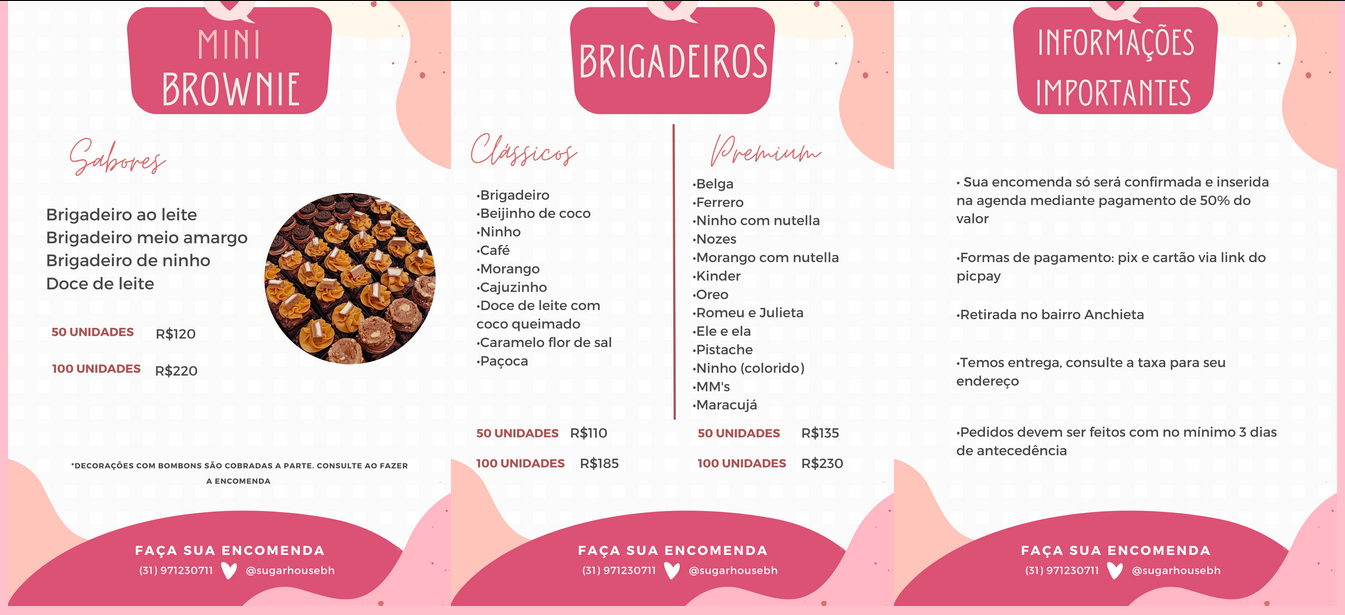 MINI
BROWNIE
Sabores
Brigadeiro ao leite
Brigadeiro meio amargo
Brigadeiro de ninho
Doce de leite
50 UNIDADES R$120
100 UNIDADES R$220
*DECORAÇÕES COM BOMBONS SÃO COBRADAS A PARTE. CONSULTE AO FAZER
A ENCOMENDA
FAÇA SUA ENCOMENDA
(31) 971230711 @sugarhousebh
BRIGADEIROS
Clássicos
•Brigadeiro
•Beijinho de coco
•Ninho
•Café
•Morango
•Cajuzinho
•Doce de leite com
coco queimado
•Caramelo flor de sal
•Paçoca
50 UNIDADES R$110
100 UNIDADES R$185
Premium
•Belga
•Ferrero
•Ninho com nutella
•Nozes
•Morango com nutella
•Kinder
•Oreo
•Romeu e Julieta
•Ele e ela
•Pistache
•Ninho (colorido)
•MM's
•Maracujá
50 UNIDADES R$135
100 UNIDADES R$230
FAÇA SUA ENCOMENDA
(31) 971230711 @sugarhousebh
INFORMAÇÕES
IMPORTANTES
• Sua encomenda só será confirmada e inserida
na agenda mediante pagamento de 50% do
valor
•Formas de pagamento: pix e cartão via link do
picpay
•Retirada no bairro Anchieta
•Temos entrega, consulte a taxa para seu
endereço
•Pedidos devem ser feitos com no mínimo 3 dias
de antecedência
FAÇA SUA ENCOMENDA
(31) 971230711 @sugarhousebh